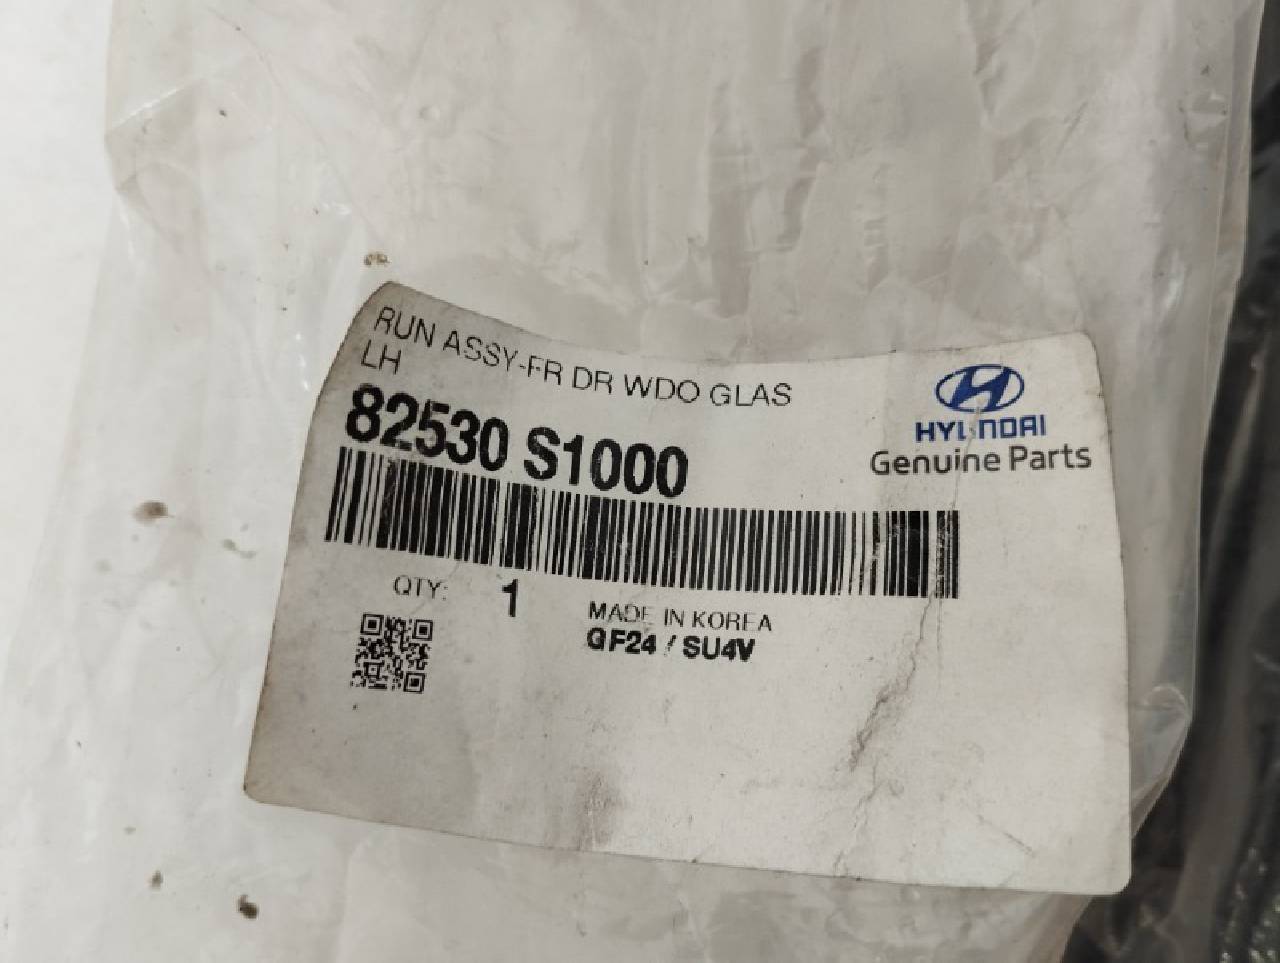 RUN ASSY-FR DR WDO GLAS
LH
82530 S1000
HYUNDAI
Genuine Parts
QTY: 1
MADE IN KOREA
GF24 / SU4V